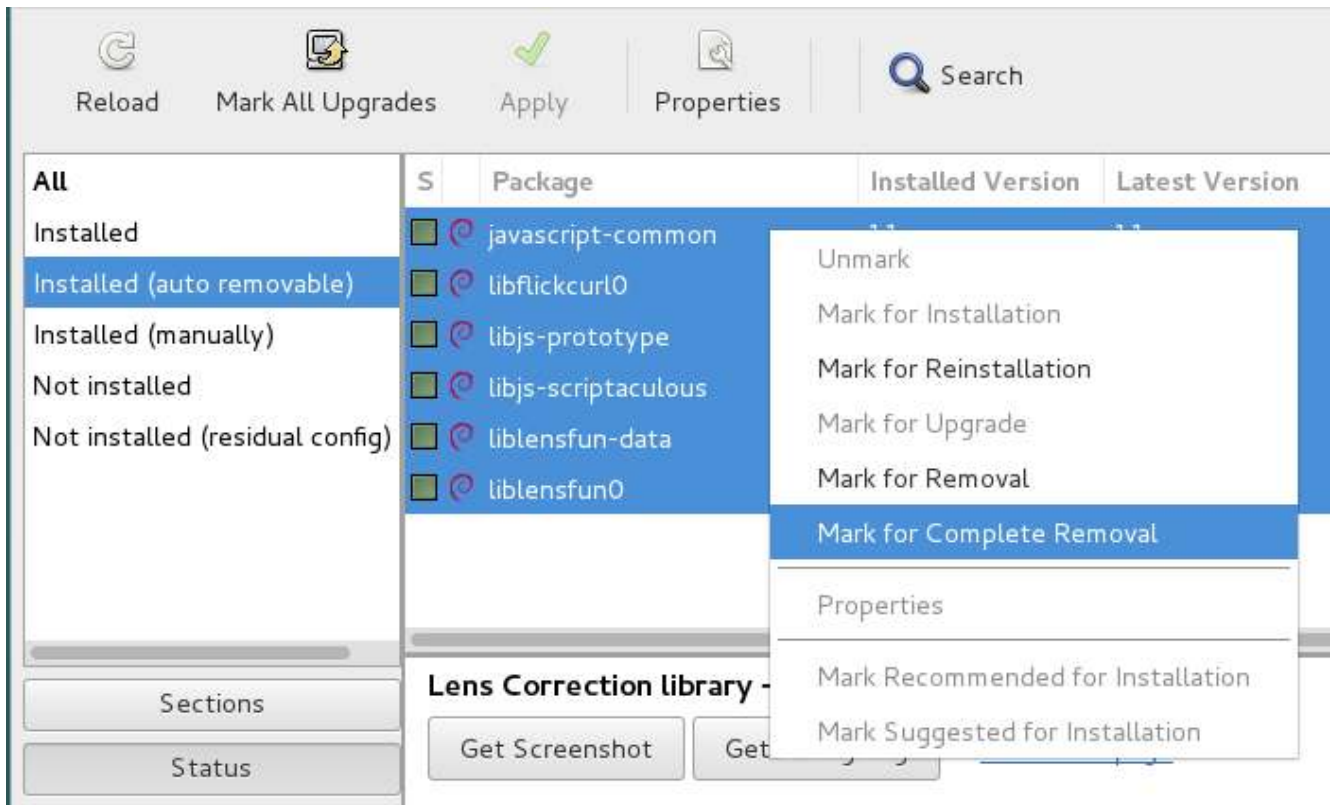 Reload
Mark All Upgrades
Apply
Properties
Search
All
Installed
Installed (auto removable)
Installed (manually)
Not installed
Not installed (residual config)
Sections
Status
S Package Installed Version Latest Version
javascript-common
libflickcurl0
libjs-prototype
libjs-scriptaculous
liblensfun-data
liblensfun0
Unmark
Mark for Installation
Mark for Reinstallation
Mark for Upgrade
Mark for Removal
Mark for Complete Removal
Properties
Mark Recommended for Installation
Mark Suggested for Installation
Lens Correction library -
Get Screenshot
Get